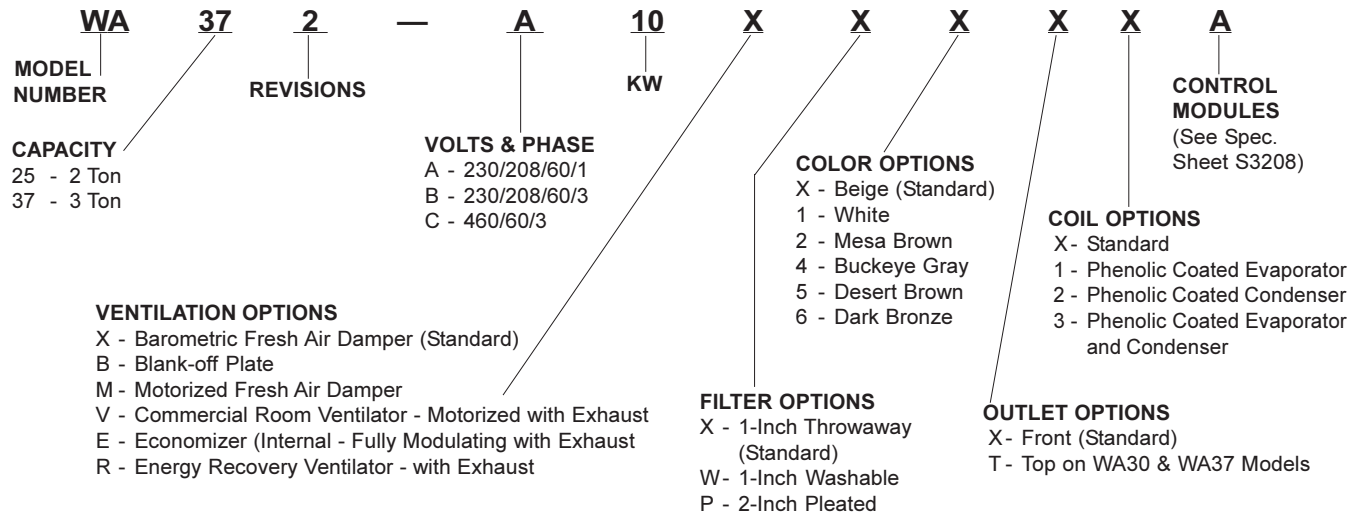 WA 37 2 — A 10 X X X X X A
MODEL
NUMBER
REVISIONS
KW
CONTROL
MODULES
(See Spec.
Sheet S3208)
CAPACITY
25 - 2 Ton
37 - 3 Ton
VOLTS & PHASE
A - 230/208/60/1
B - 230/208/60/3
C - 460/60/3
COLOR OPTIONS
X - Beige (Standard)
1 - White
2 - Mesa Brown
4 - Buckeye Gray
5 - Desert Brown
6 - Dark Bronze
COIL OPTIONS
X - Standard
1 - Phenolic Coated Evaporator
2 - Phenolic Coated Condenser
3 - Phenolic Coated Evaporator
and Condenser
VENTILATION OPTIONS
X - Barometric Fresh Air Damper (Standard)
B - Blank-off Plate
M - Motorized Fresh Air Damper
V - Commercial Room Ventilator - Motorized with Exhaust
E - Economizer (Internal - Fully Modulating with Exhaust
R - Energy Recovery Ventilator - with Exhaust
FILTER OPTIONS
X - 1-Inch Throwaway
(Standard)
W - 1-Inch Washable
P - 2-Inch Pleated
OUTLET OPTIONS
X - Front (Standard)
T - Top on WA30 & WA37 Models